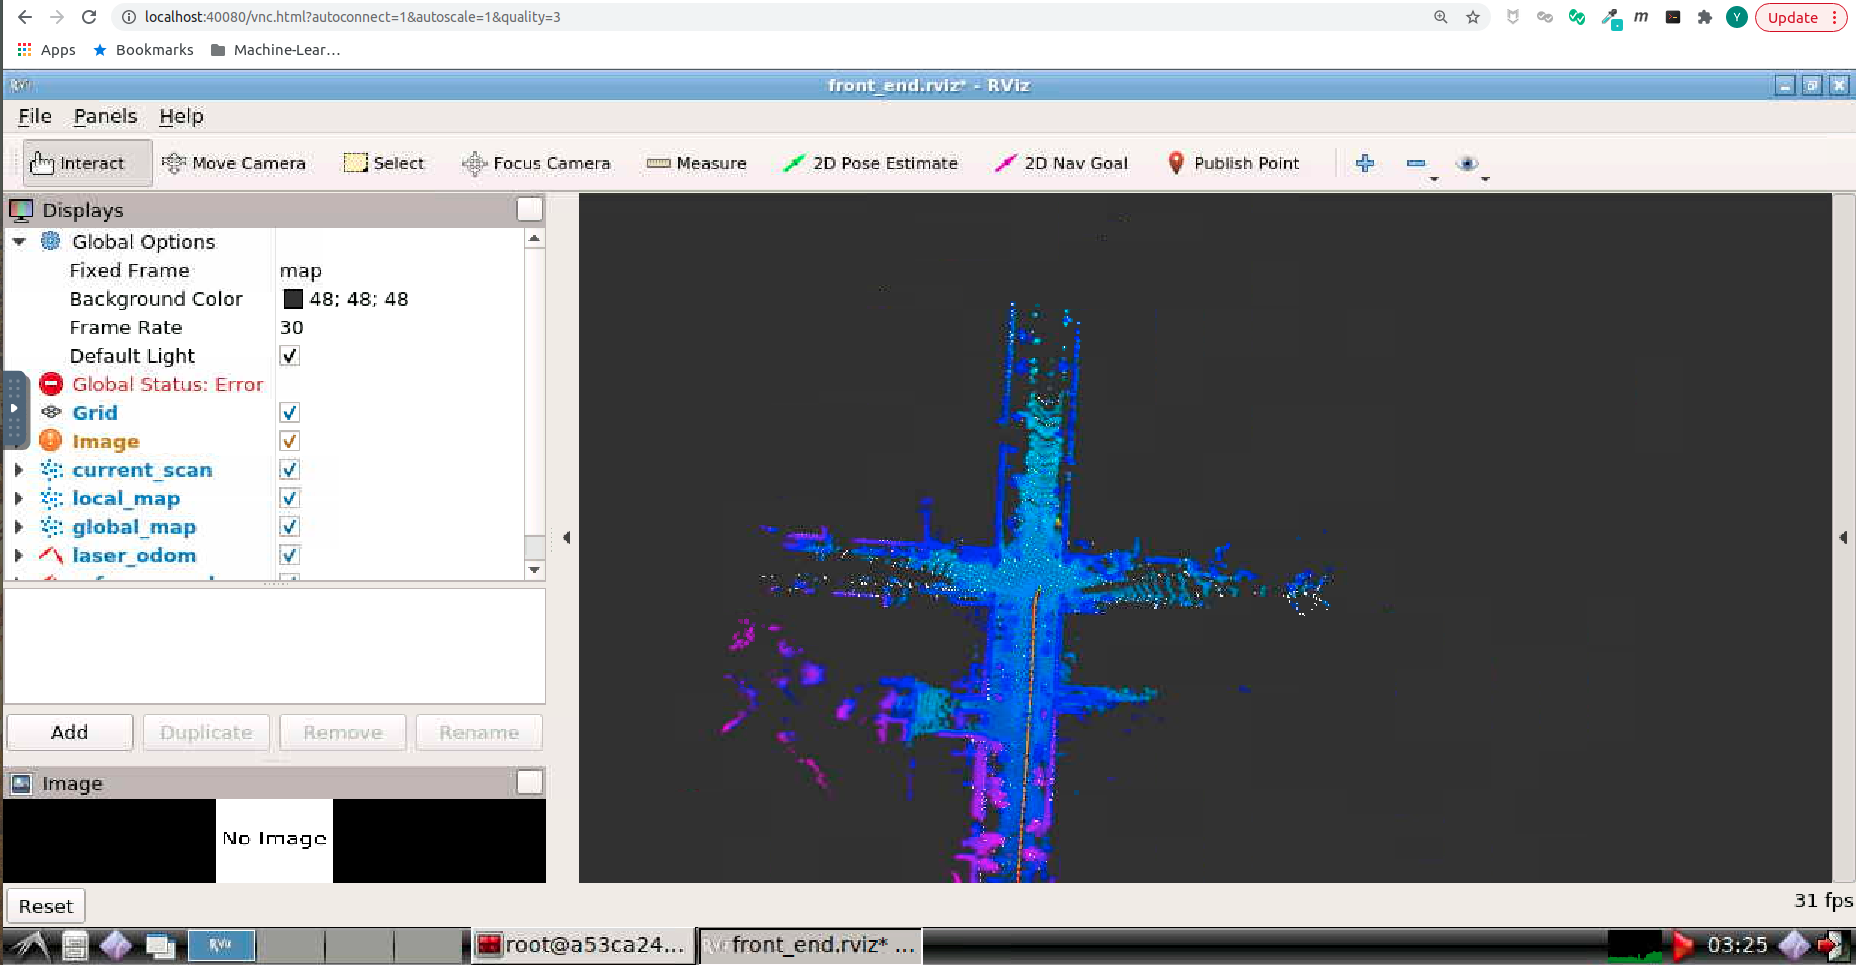 localhost:40080/vnc.html?autoconnect=1&autoscale=1&quality=3
Y
Update
Apps
Bookmarks
Machine-Lear...
front_end.rviz* - RViz
File Panels Help
Interact
Move Camera
Select
Focus Camera
Measure
2D Pose Estimate
2D Nav Goal
Publish Point
Displays
Global Options
Fixed Frame map
Background Color 48; 48; 48
Frame Rate 30
Default Light
Global Status: Error
Grid
Image
current_scan
local_map
global_map
laser_odom
Add
Duplicate
Remove
Rename
Image
No Image
Reset
31 fps
root@a53ca24...
front_end.rviz* ...
03:25